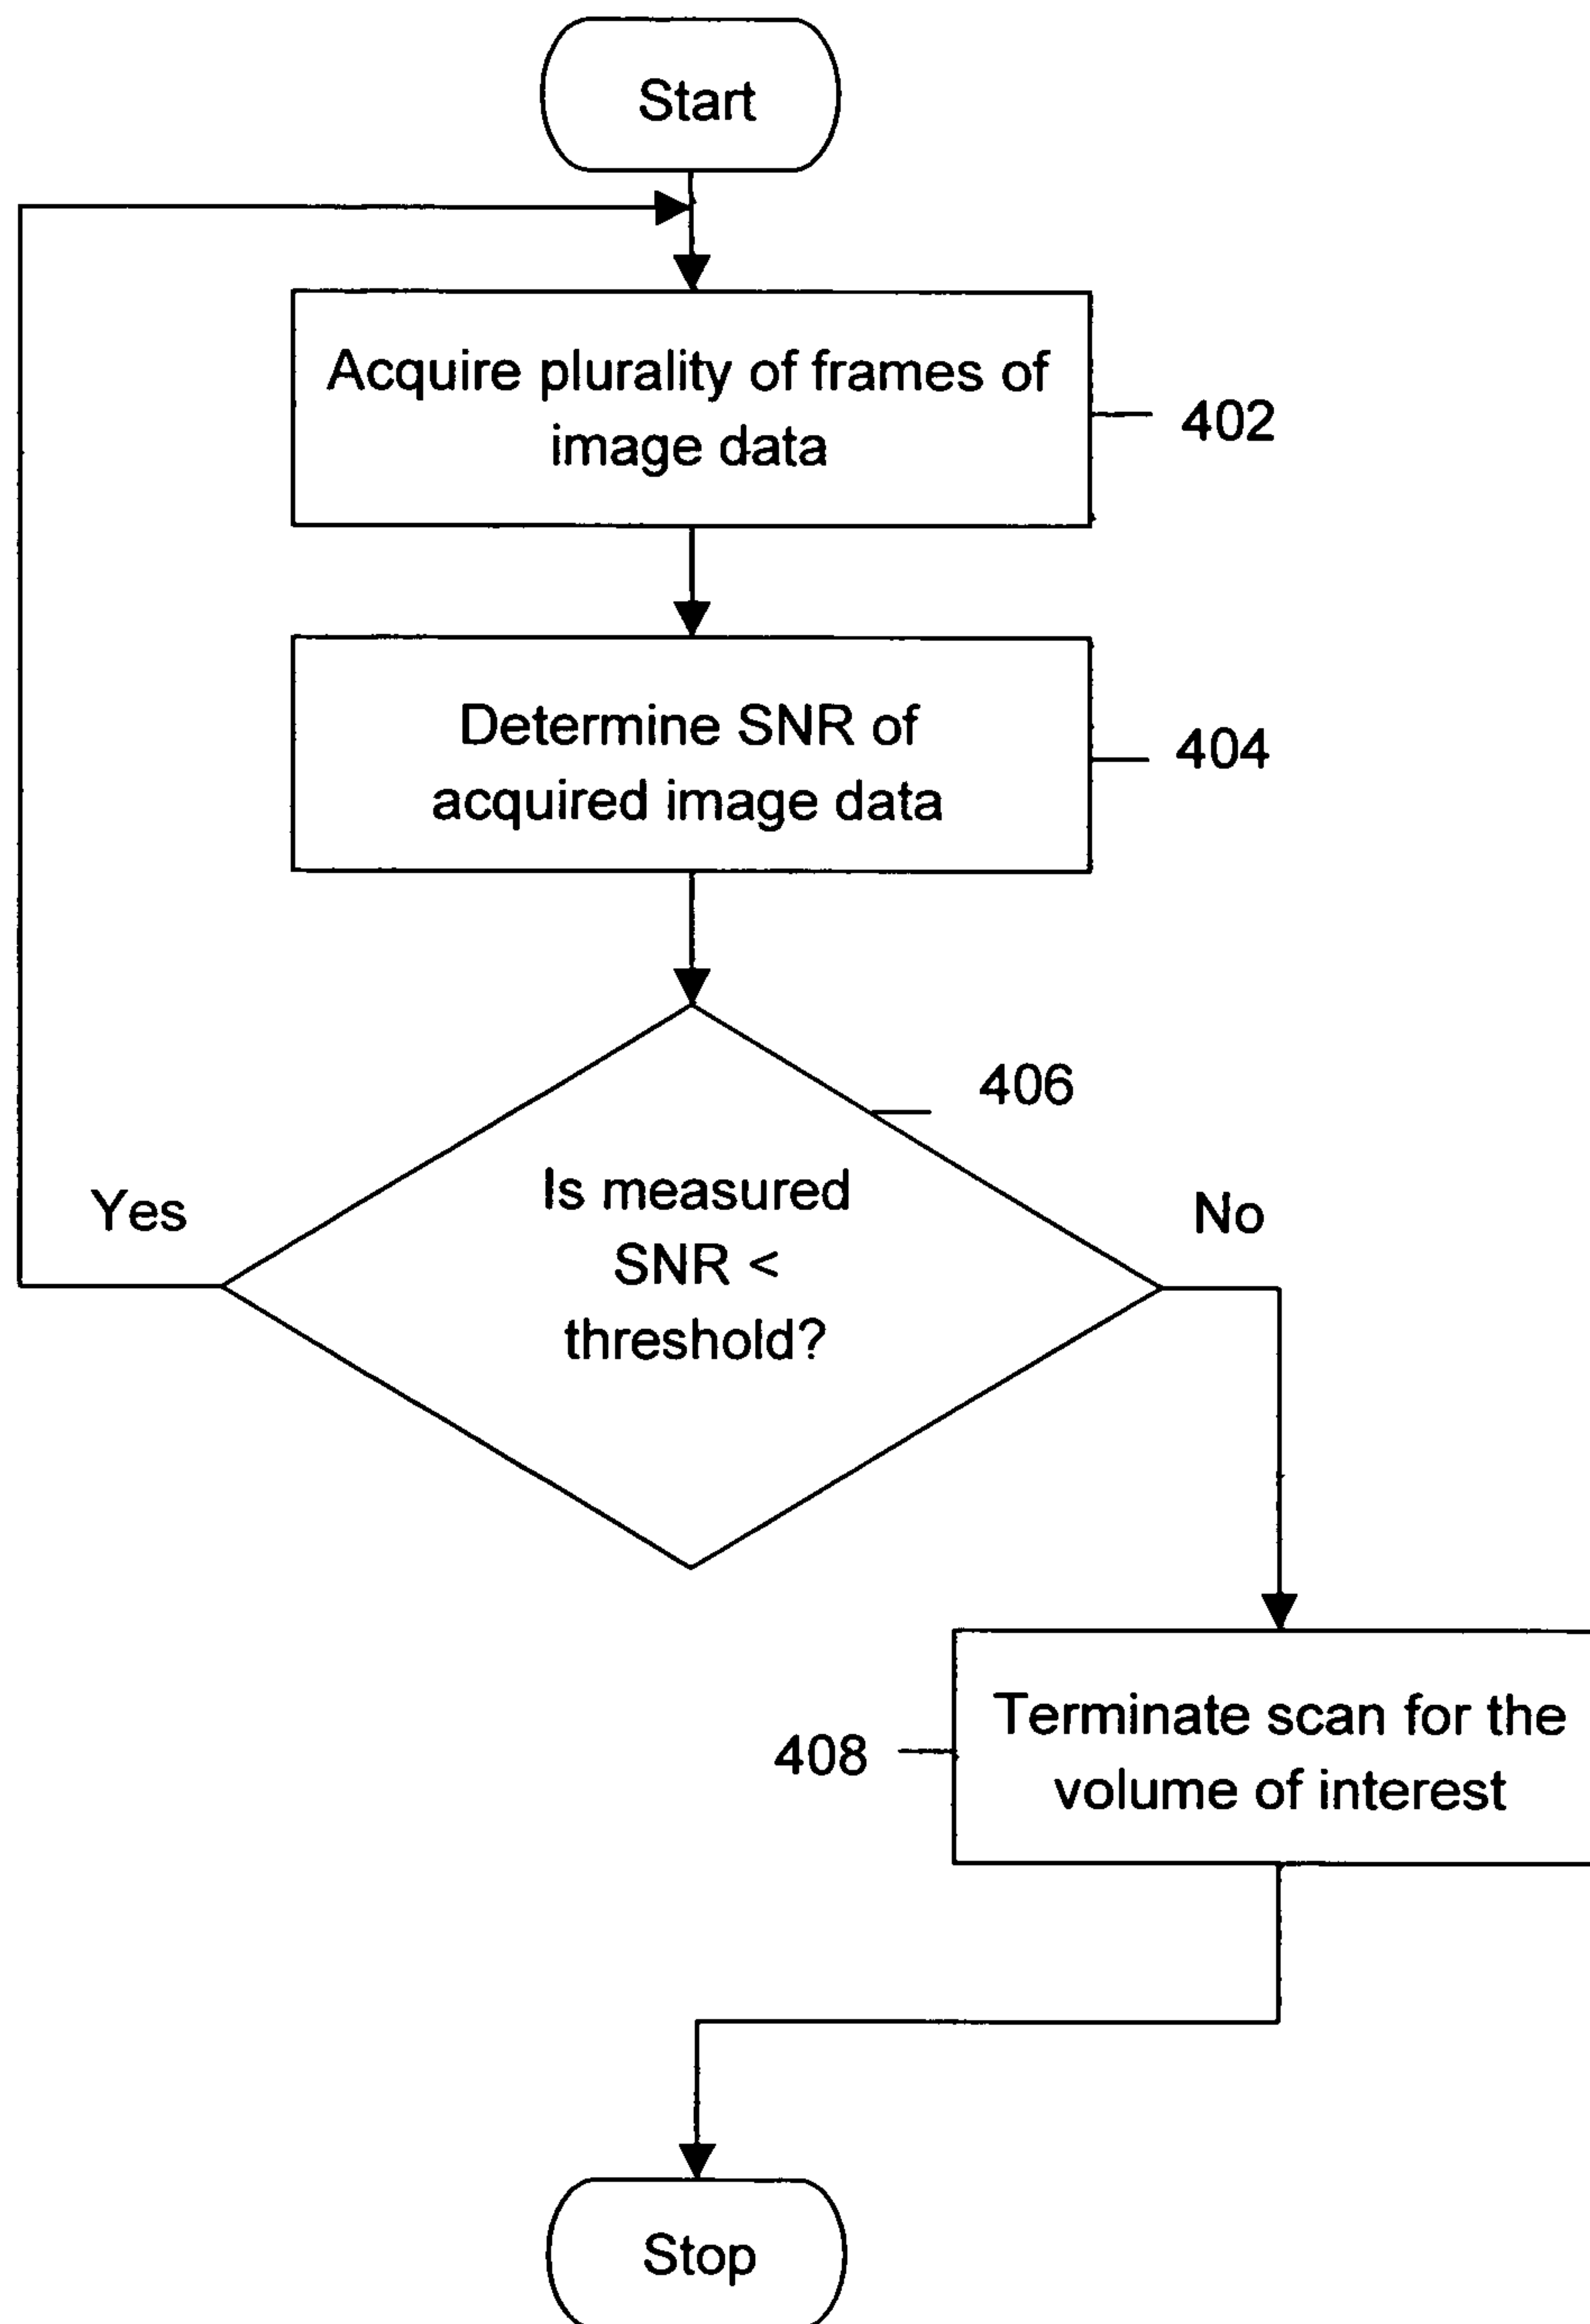 Start
Acquire plurality of frames of
image data
402
Determine SNR of
acquired image data
404
406
Is measured
SNR <
threshold?
Yes
No
Terminate scan for the
volume of interest
408
Stop